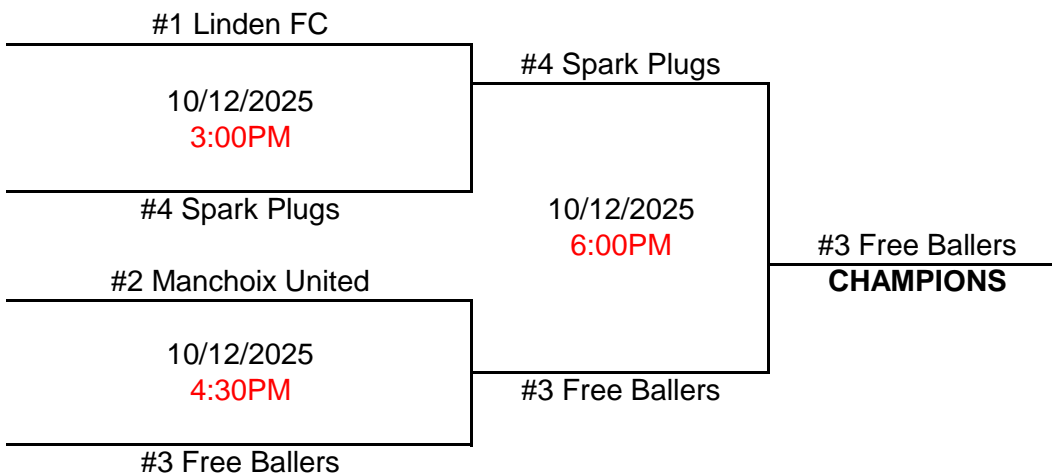 #1 Linden FC
10/12/2025
3:00PM
#4 Spark Plugs
#2 Manchoix United
10/12/2025
4:30PM
#3 Free Ballers
#4 Spark Plugs
10/12/2025
6:00PM
#3 Free Ballers
#3 Free Ballers
CHAMPIONS